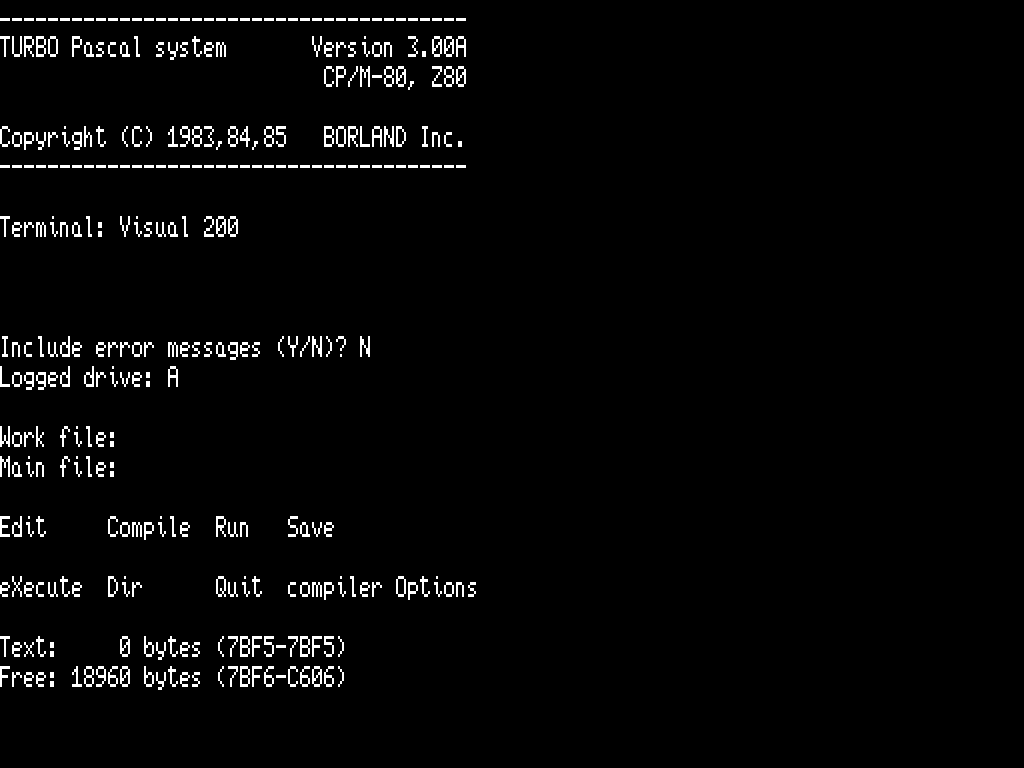 ---------------------------------------
TURBO Pascal system       Version 3.00A
                           CP/M-80, Z80

Copyright (C) 1983,84,85   BORLAND Inc.
---------------------------------------

Terminal: Visual 200

Include error messages (Y/N)? N
Logged drive: A

Work file:
Main file:

Edit     Compile  Run   Save

eXecute  Dir      Quit  compiler Options

Text:     0 bytes (7BF5-7BF5)
Free: 18960 bytes (7BF6-C606)